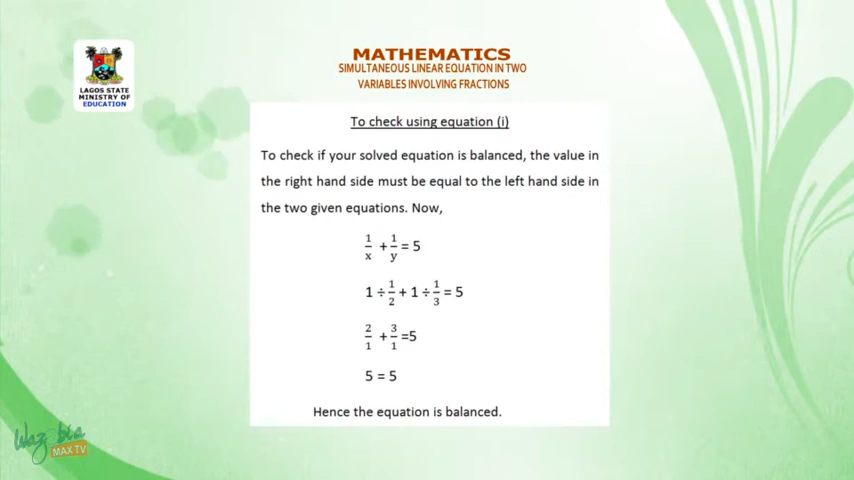 LAGOS STATE
MINISTRY OF
EDUCATION
MATHEMATICS
SIMULTANEOUS LINEAR EQUATION IN TWO
VARIABLES INVOLVING FRACTIONS
To check using equation (i)
To check if your solved equation is balanced, the value in
the right hand side must be equal to the left hand side in
the two given equations. Now,
1/x + 1/y = 5
1 ÷ 1/2 + 1 ÷ 1/3 = 5
2/1 + 3/1 =5
5 = 5
Hence the equation is balanced.
Wazobia
MAX TV